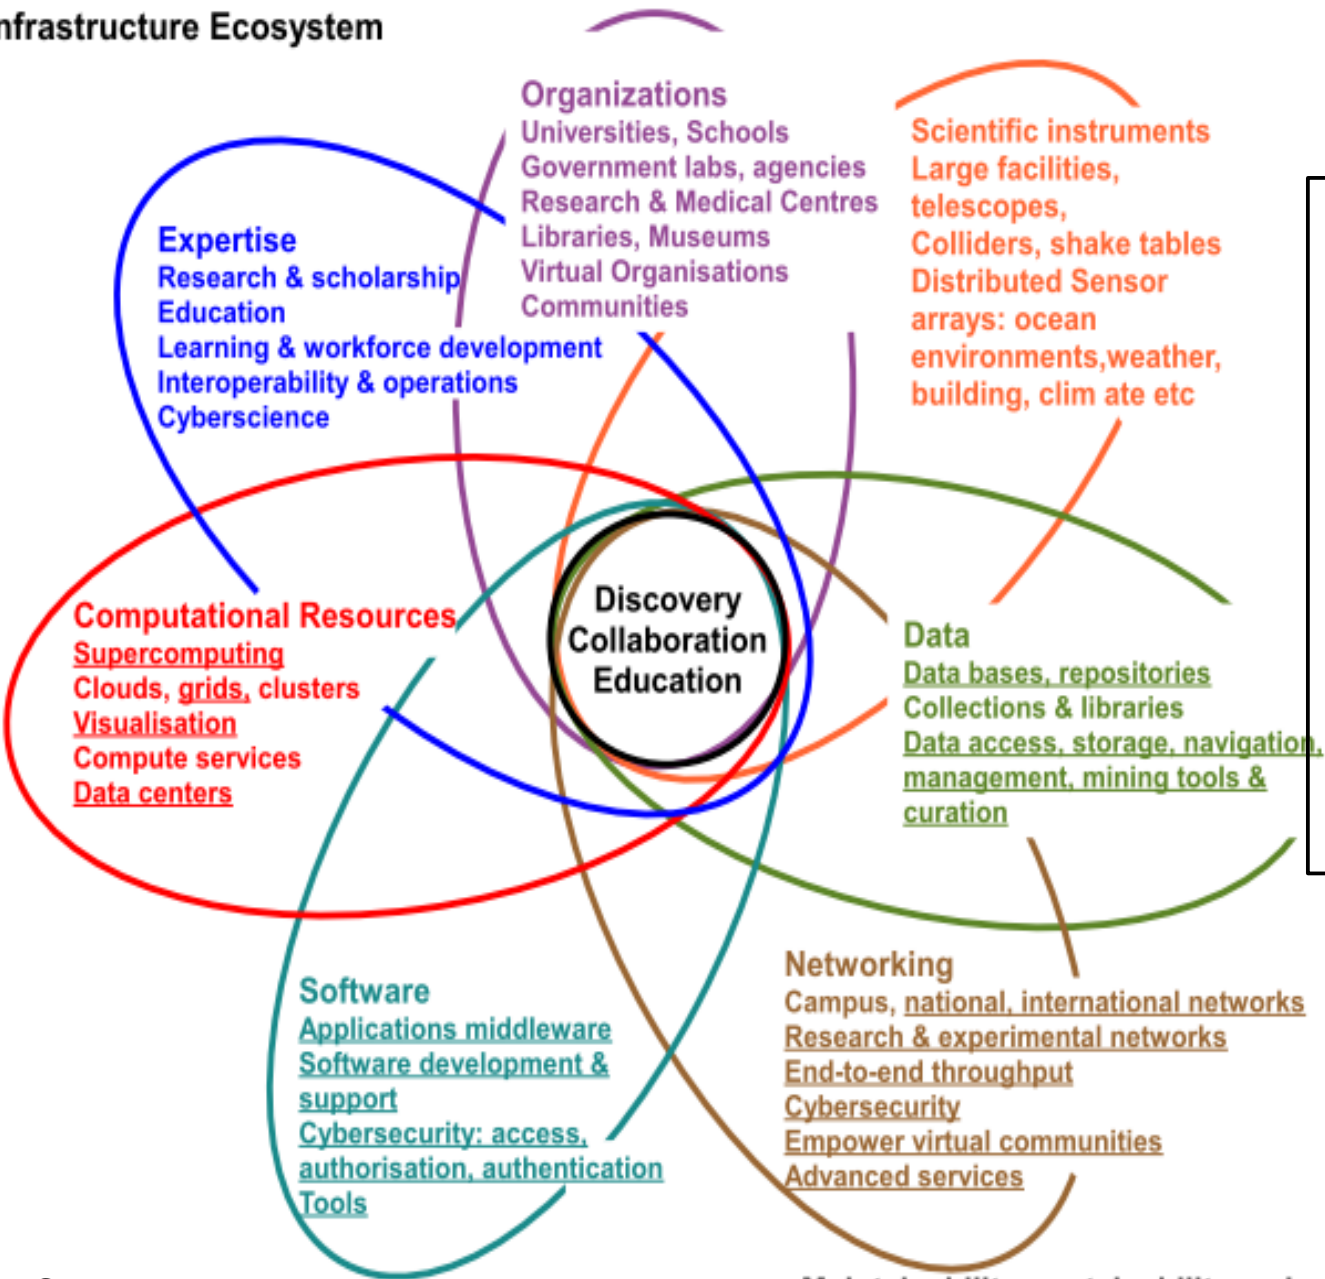 nfrastructure Ecosystem
Organizations
Universities, Schools
Government labs, agencies
Research & Medical Centres
Libraries, Museums
Virtual Organisations
Communities
Scientific instruments
Large facilities,
telescopes,
Colliders, shake tables
Distributed Sensor
arrays: ocean
environments,weather,
building, clim ate etc
Expertise
Research & scholarship
Education
Learning & workforce development
Interoperability & operations
Cyberscience
Discovery
Collaboration
Education
Computational Resources
Supercomputing
Clouds, grids, clusters
Visualisation
Compute services
Data centers
Data
Data bases, repositories
Collections & libraries
Data access, storage, navigation,
management, mining tools &
curation
Software
Applications middleware
Software development &
support
Cybersecurity: access,
authorisation, authentication
Tools
Networking
Campus, national, international networks
Research & experimental networks
End-to-end throughput
Cybersecurity
Empower virtual communities
Advanced services